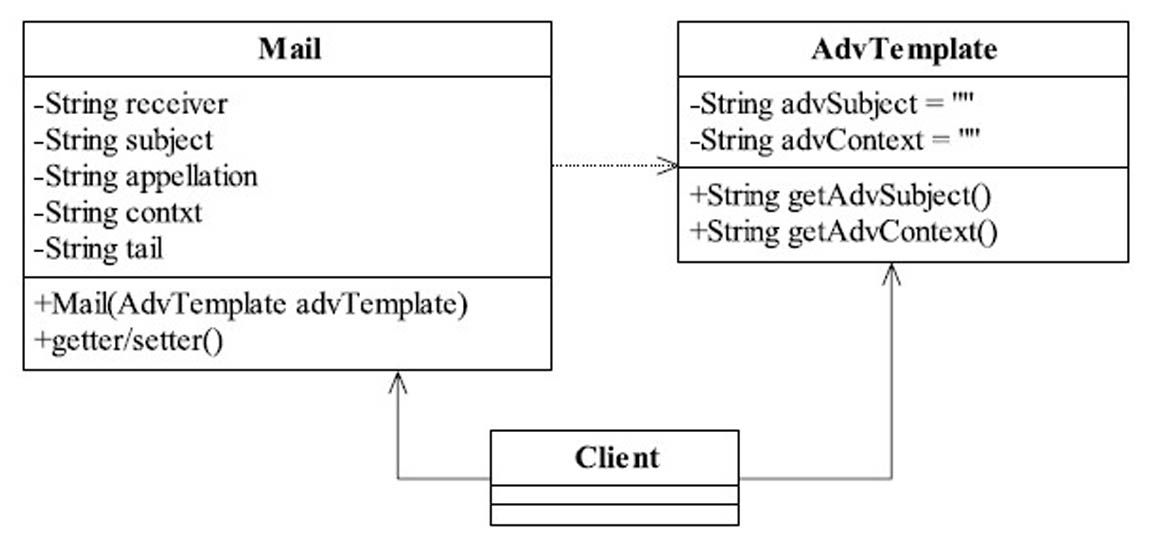 Mail
-String receiver
-String subject
-String appellation
-String contxt
-String tail
+Mail(AdvTemplate advTemplate)
+getter/setter()
AdvTemplate
-String advSubject = ""
-String advContext = ""
+String getAdvSubject()
+String getAdvContext()
Client